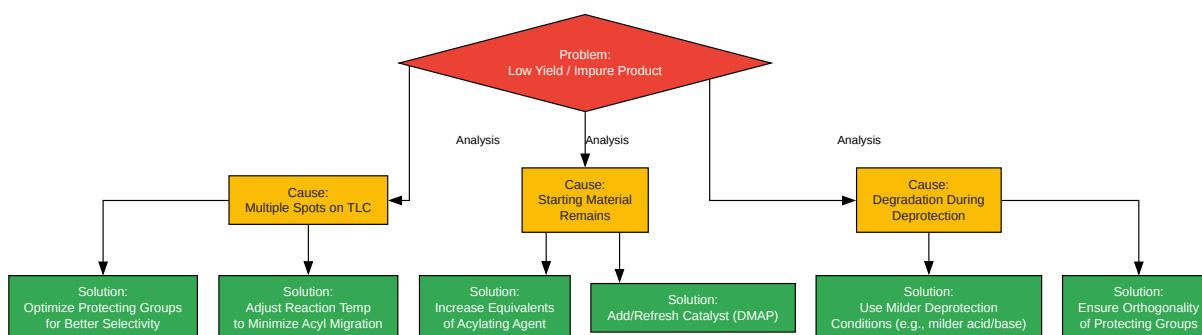 Problem:
Low Yield / Impure Product
Analysis
Analysis
Analysis
Cause:
Multiple Spots on TLC
Cause:
Starting Material
Remains
Cause:
Degradation During
Deprotection
Solution:
Optimize Protecting Groups
for Better Selectivity
Solution:
Adjust Reaction Temp
to Minimize Acyl Migration
Solution:
Increase Equivalents
of Acylating Agent
Solution:
Add/Refresh Catalyst (DMAP)
Solution:
Use Milder Deprotection
Conditions (e.g., milder acid/base)
Solution:
Ensure Orthogonality
of Protecting Groups